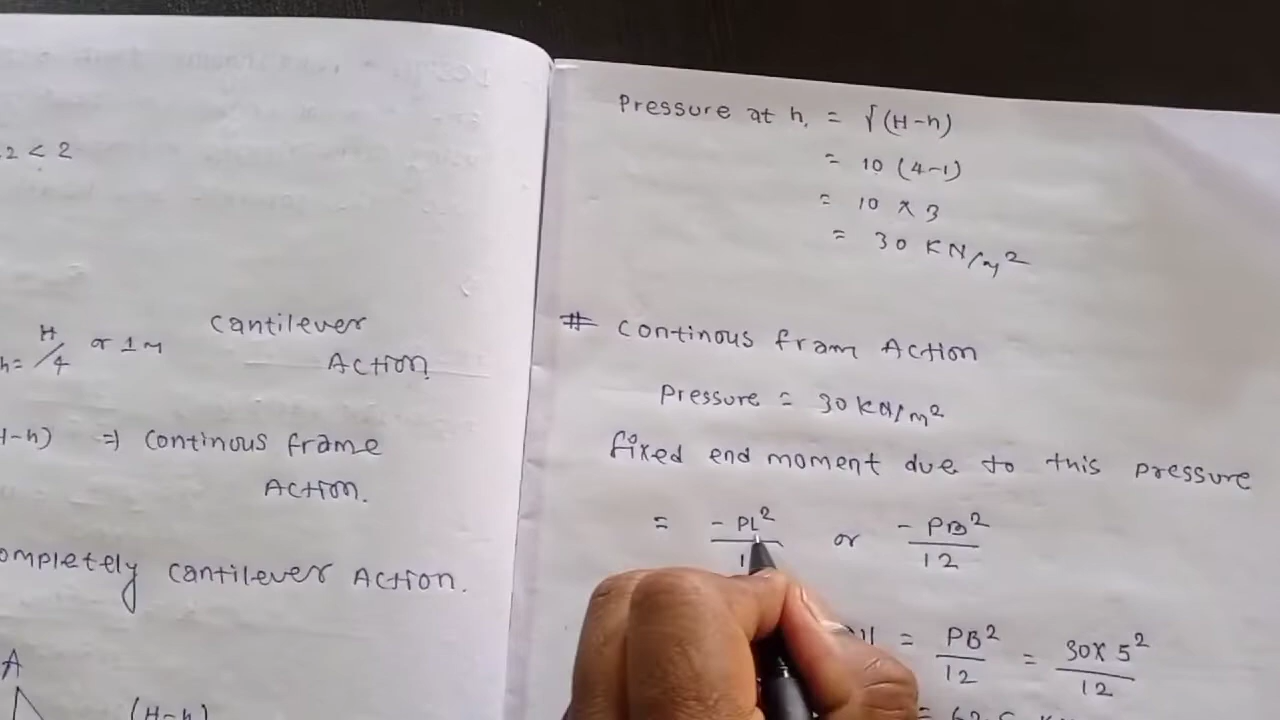 2 < 2
h = H/4 or 1m cantilever
Action.
H-h) ⇒ continous frame
Action.
ompletely cantilever Action.
A
(H-h)
Pressure at h. = γ(H-h)
= 10 (4-1)
= 10 x 3
= 30 KN/m²
# continous fram Action
Pressure = 30 KN/m²
fixed end moment due to this pressure
= - PL²/1 or - PB²/12
= PB²/12 = 30 x 5²/12
= 62.5